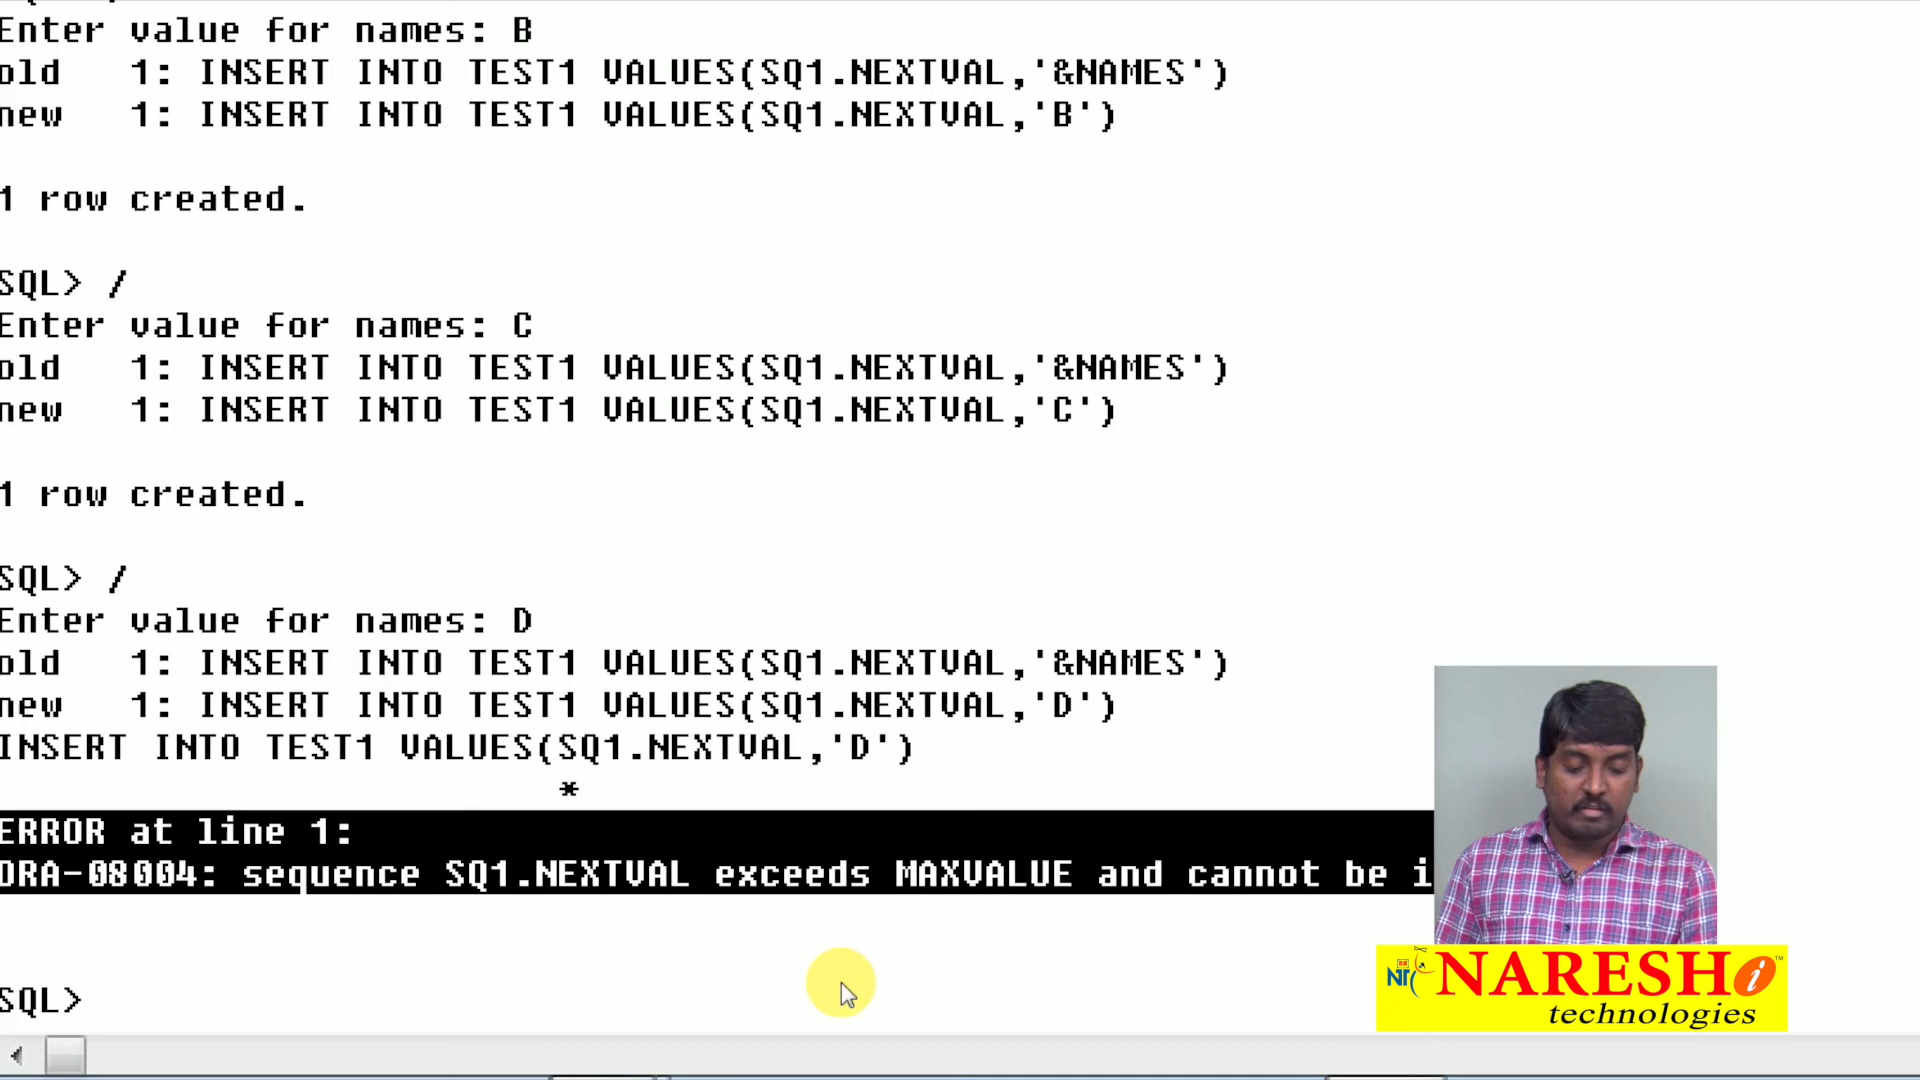 Enter value for names: B
old 1: INSERT INTO TEST1 VALUES(SQ1.NEXTVAL,'&NAMES')
new 1: INSERT INTO TEST1 VALUES(SQ1.NEXTVAL,'B')
1 row created.
SQL> /
Enter value for names: C
old 1: INSERT INTO TEST1 VALUES(SQ1.NEXTVAL,'&NAMES')
new 1: INSERT INTO TEST1 VALUES(SQ1.NEXTVAL,'C')
1 row created.
SQL> /
Enter value for names: D
old 1: INSERT INTO TEST1 VALUES(SQ1.NEXTVAL,'&NAMES')
new 1: INSERT INTO TEST1 VALUES(SQ1.NEXTVAL,'D')
INSERT INTO TEST1 VALUES(SQ1.NEXTVAL,'D')
*
ERROR at line 1:
ORA-08004: sequence SQ1.NEXTVAL exceeds MAXVALUE and cannot be i
SQL>
NARESH i
technologies